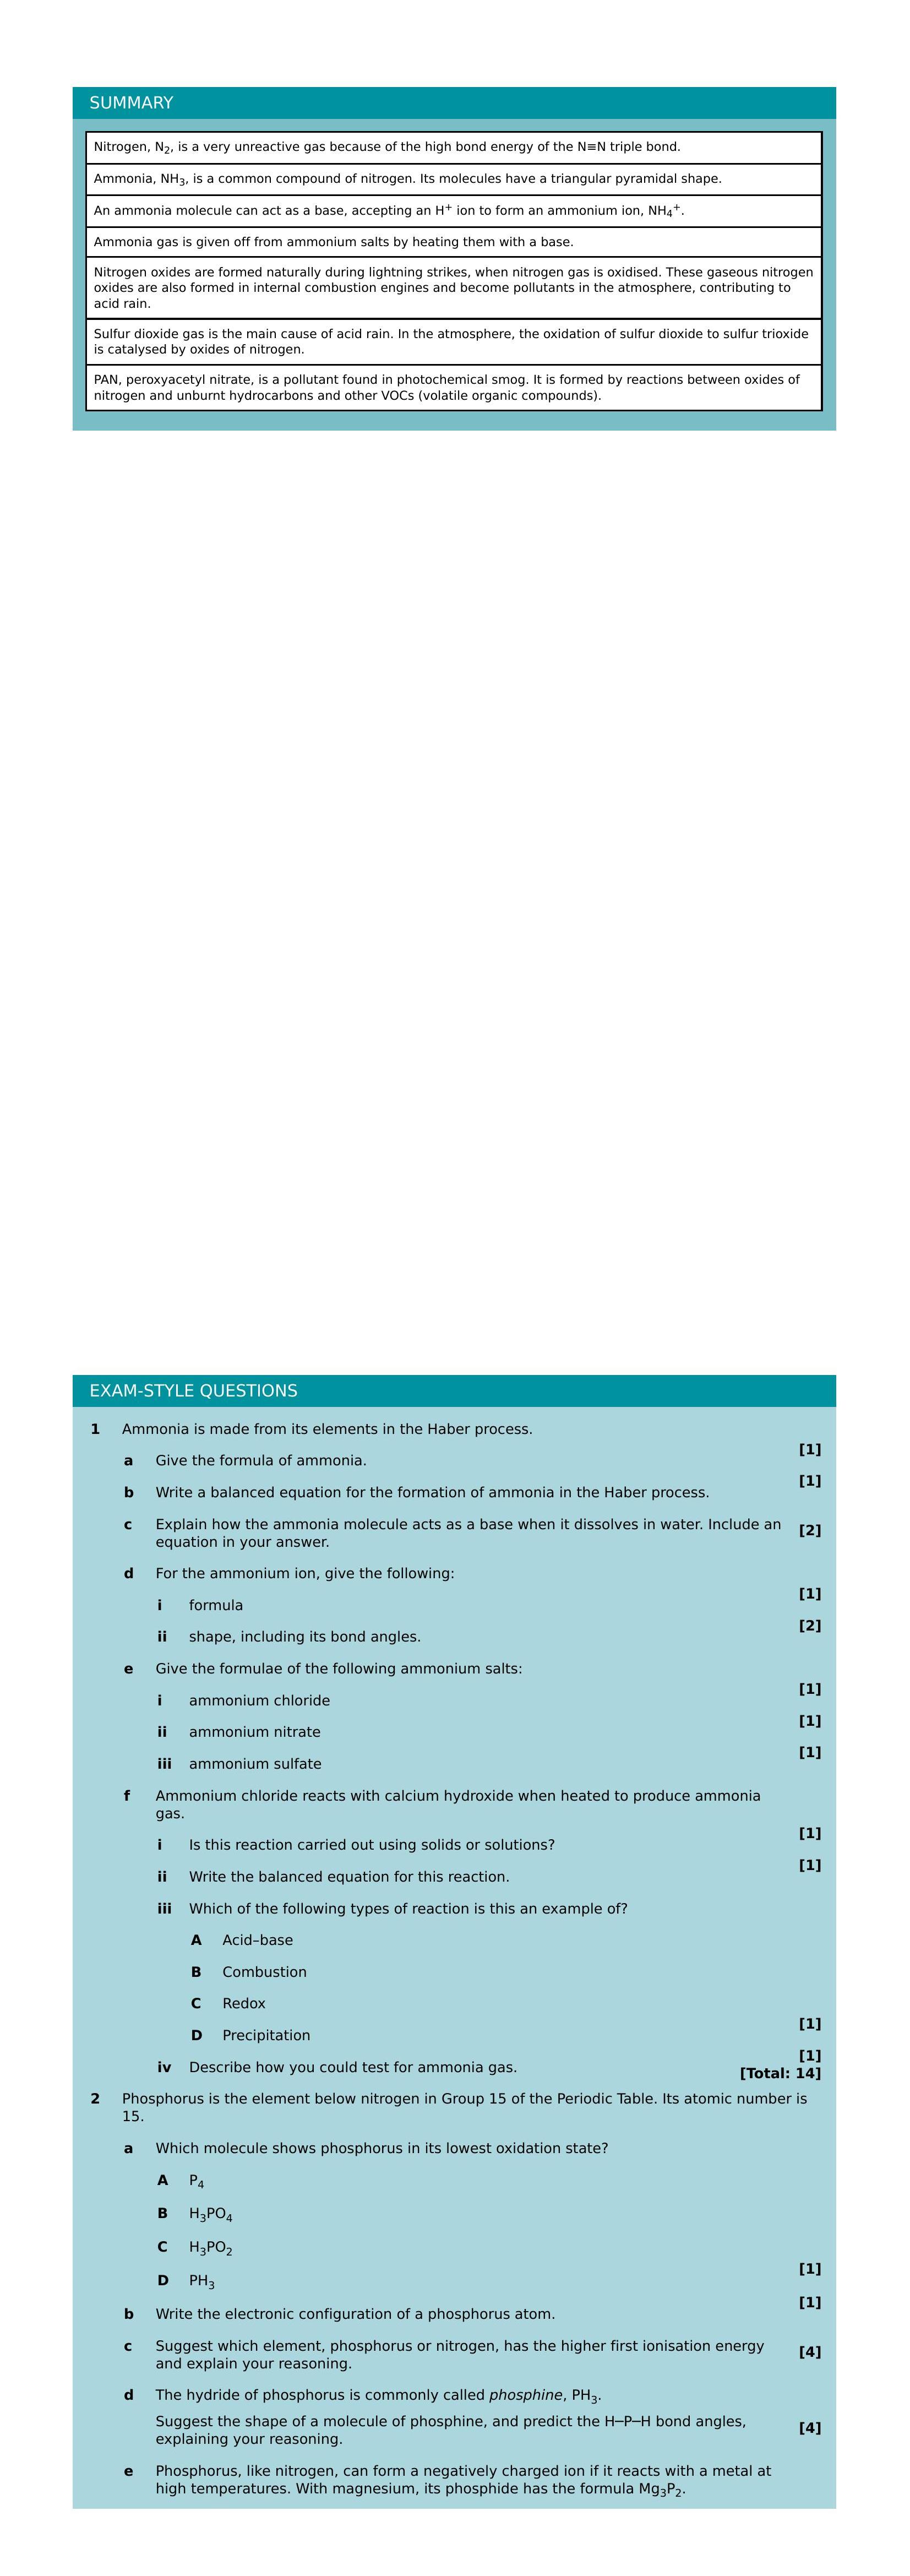 SUMMARY
Nitrogen, N₂, is a very unreactive gas because of the high bond energy of the N≡N triple bond.
Ammonia, NH₃, is a common compound of nitrogen. Its molecules have a triangular pyramidal shape.
An ammonia molecule can act as a base, accepting an H⁺ ion to form an ammonium ion, NH₄⁺.
Ammonia gas is given off from ammonium salts by heating them with a base.
Nitrogen oxides are formed naturally during lightning strikes, when nitrogen gas is oxidised. These gaseous nitrogen
oxides are also formed in internal combustion engines and become pollutants in the atmosphere, contributing to
acid rain.
Sulfur dioxide gas is the main cause of acid rain. In the atmosphere, the oxidation of sulfur dioxide to sulfur trioxide
is catalysed by oxides of nitrogen.
PAN, peroxyacetyl nitrate, is a pollutant found in photochemical smog. It is formed by reactions between oxides of
nitrogen and unburnt hydrocarbons and other VOCs (volatile organic compounds).
EXAM-STYLE QUESTIONS
1 Ammonia is made from its elements in the Haber process.
a Give the formula of ammonia. [1]
b Write a balanced equation for the formation of ammonia in the Haber process. [1]
c Explain how the ammonia molecule acts as a base when it dissolves in water. Include an
equation in your answer. [2]
d For the ammonium ion, give the following:
i formula [1]
ii shape, including its bond angles. [2]
e Give the formulae of the following ammonium salts:
i ammonium chloride [1]
ii ammonium nitrate [1]
iii ammonium sulfate [1]
f Ammonium chloride reacts with calcium hydroxide when heated to produce ammonia
gas.
i Is this reaction carried out using solids or solutions? [1]
ii Write the balanced equation for this reaction. [1]
iii Which of the following types of reaction is this an example of?
A Acid–base
B Combustion
C Redox
D Precipitation [1]
iv Describe how you could test for ammonia gas. [1]
[Total: 14]
2 Phosphorus is the element below nitrogen in Group 15 of the Periodic Table. Its atomic number is
15.
a Which molecule shows phosphorus in its lowest oxidation state?
A P₄
B H₃PO₄
C H₃PO₂
D PH₃ [1]
b Write the electronic configuration of a phosphorus atom. [1]
c Suggest which element, phosphorus or nitrogen, has the higher first ionisation energy
and explain your reasoning. [4]
d The hydride of phosphorus is commonly called phosphine, PH₃.
Suggest the shape of a molecule of phosphine, and predict the H─P─H bond angles,
explaining your reasoning. [4]
e Phosphorus, like nitrogen, can form a negatively charged ion if it reacts with a metal at
high temperatures. With magnesium, its phosphide has the formula Mg₃P₂.